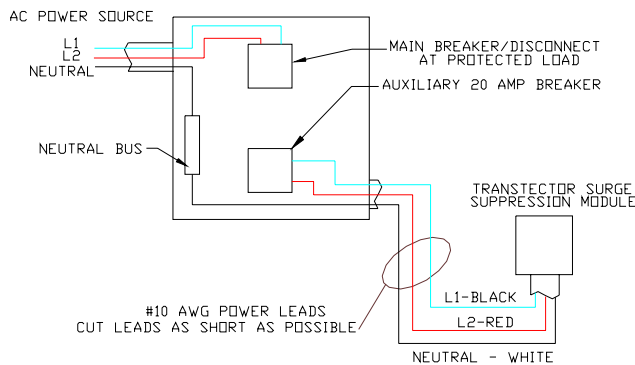 AC POWER SOURCE
L1
L2
NEUTRAL
MAIN BREAKER/DISCONNECT
AT PROTECTED LOAD
AUXILIARY 20 AMP BREAKER
NEUTRAL BUS
TRANSTECTOR SURGE
SUPPRESSION MODULE
L1-BLACK
#10 AWG POWER LEADS
CUT LEADS AS SHORT AS POSSIBLE
L2-RED
NEUTRAL - WHITE